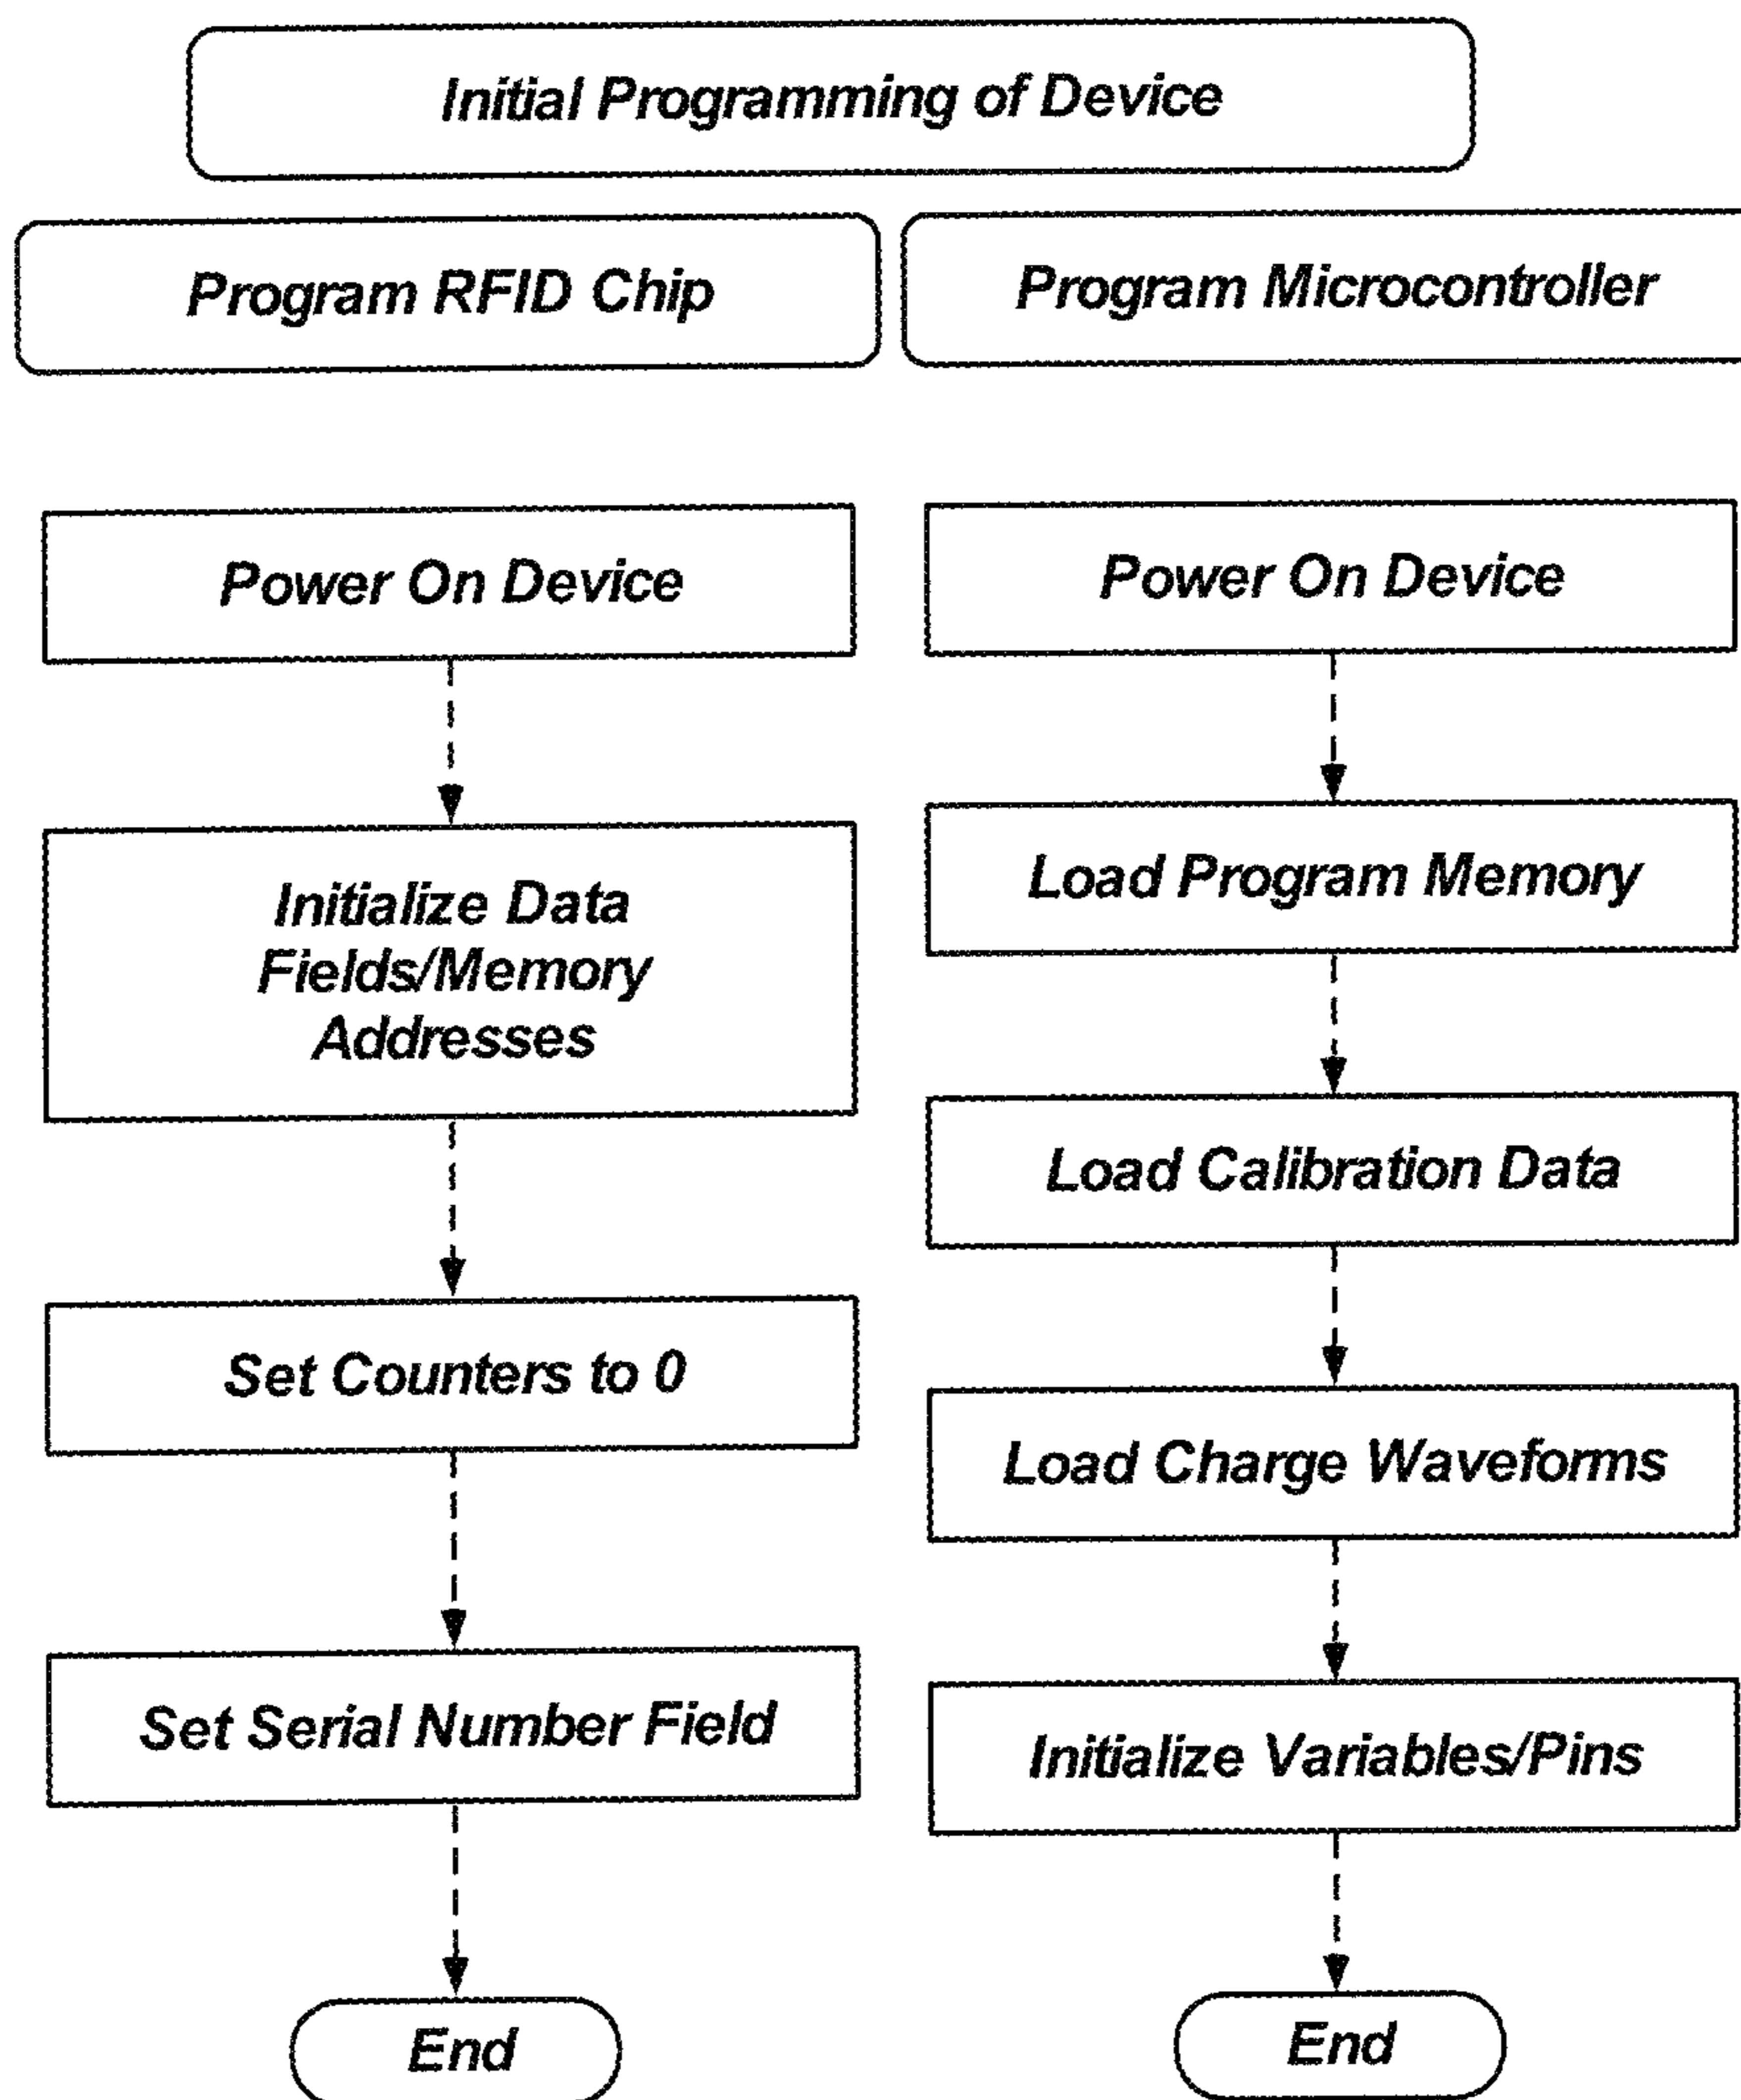 Initial Programming of Device
Program RFID Chip
Program Microcontroller
Power On Device
Initialize Data
Fields/Memory
Addresses
Set Counters to 0
Set Serial Number Field
End
Power On Device
Load Program Memory
Load Calibration Data
Load Charge Waveforms
Initialize Variables/Pins
End